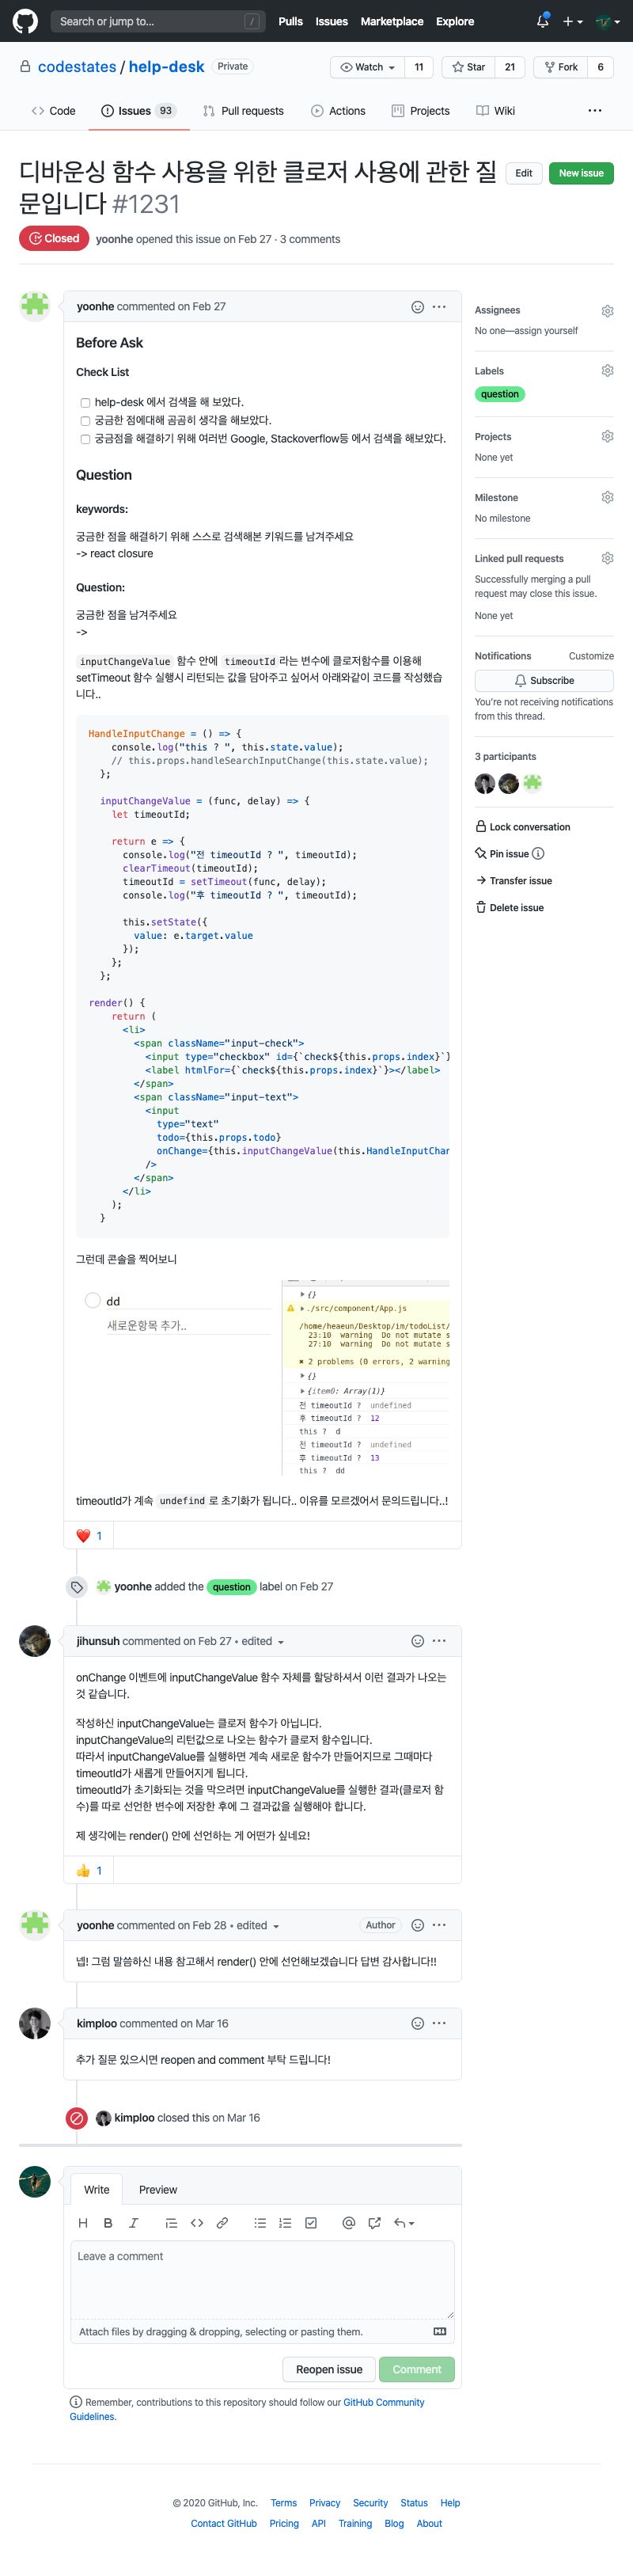 Search or jump to...
/
Pulls Issues Marketplace Explore
codestates / help-desk Private
Watch 11 Star 21 Fork 6
Code Issues 93 Pull requests Actions Projects Wiki
디바운싱 함수 사용을 위한 클로저 사용에 관한 질
문입니다 #1231
Edit New issue
Closed yoonhe opened this issue on Feb 27 · 3 comments
yoonhe commented on Feb 27
Before Ask
Check List
help-desk 에서 검색을 해 보았다.
궁금한 점에대해 곰곰히 생각을 해보았다.
궁금점을 해결하기 위해 여러번 Google, Stackoverflow등 에서 검색을 해보았다.
Question
keywords:
궁금한 점을 해결하기 위해 스스로 검색해본 키워드를 남겨주세요
-> react closure
Question:
궁금한 점을 남겨주세요
->
inputChangeValue 함수 안에 timeoutId 라는 변수에 클로저함수를 이용해
setTimeout 함수 실행시 리턴되는 값을 담아주고 싶어서 아래와같이 코드를 작성했습
니다..
HandleInputChange = () => {
console.log("this ? ", this.state.value);
// this.props.handleSearchInputChange(this.state.value);
};
inputChangeValue = (func, delay) => {
let timeoutId;
return e => {
console.log("전 timeoutId ? ", timeoutId);
clearTimeout(timeoutId);
timeoutId = setTimeout(func, delay);
console.log("후 timeoutId ? ", timeoutId);
this.setState({
value: e.target.value
});
};
};
render() {
return (
<li>
<span className="input-check">
<input type="checkbox" id={`check${this.props.index}`}
<label htmlFor={`check${this.props.index}`}></label>
</span>
<span className="input-text">
<input
type="text"
todo={this.props.todo}
onChange={this.inputChangeValue(this.HandleInputChan
/>
</span>
</li>
);
}
그런데 콘솔을 찍어보니
dd
새로운항목 추가..
{}
./src/component/App.js
/home/heaeun/Desktop/im/todoList/
23:10 warning Do not mutate s
27:10 warning Do not mutate s
✖ 2 problems (0 errors, 2 warning
{}
{item0: Array(1)}
전 timeoutId ? undefined
후 timeoutId ? 12
this ? d
전 timeoutId ? undefined
후 timeoutId ? 13
this ? dd
timeoutId가 계속 undefind 로 초기화가 됩니다.. 이유를 모르겠어서 문의드립니다..!
❤️ 1
yoonhe added the question label on Feb 27
jihunsuh commented on Feb 27 • edited
onChange 이벤트에 inputChangeValue 함수 자체를 할당하셔서 이런 결과가 나오는
것 같습니다.
작성하신 inputChangeValue는 클로저 함수가 아닙니다.
inputChangeValue의 리턴값으로 나오는 함수가 클로저 함수입니다.
따라서 inputChangeValue를 실행하면 계속 새로운 함수가 만들어지므로 그때마다
timeoutId가 새롭게 만들어지게 됩니다.
timeoutId가 초기화되는 것을 막으려면 inputChangeValue를 실행한 결과(클로저 함
수)를 따로 선언한 변수에 저장한 후에 그 결과값을 실행해야 합니다.
제 생각에는 render() 안에 선언하는 게 어떤가 싶네요!
👍 1
yoonhe commented on Feb 28 • edited
Author
넵! 그럼 말씀하신 내용 참고해서 render() 안에 선언해보겠습니다 답변 감사합니다!!
kimploo commented on Mar 16
추가 질문 있으시면 reopen and comment 부탁 드립니다!
kimploo closed this on Mar 16
Write Preview
Leave a comment
Attach files by dragging & dropping, selecting or pasting them.
Reopen issue Comment
Remember, contributions to this repository should follow our GitHub Community
Guidelines.
Assignees
No one—assign yourself
Labels
question
Projects
None yet
Milestone
No milestone
Linked pull requests
Successfully merging a pull
request may close this issue.
None yet
Notifications Customize
Subscribe
You're not receiving notifications
from this thread.
3 participants
Lock conversation
Pin issue
Transfer issue
Delete issue
© 2020 GitHub, Inc. Terms Privacy Security Status Help
Contact GitHub Pricing API Training Blog About